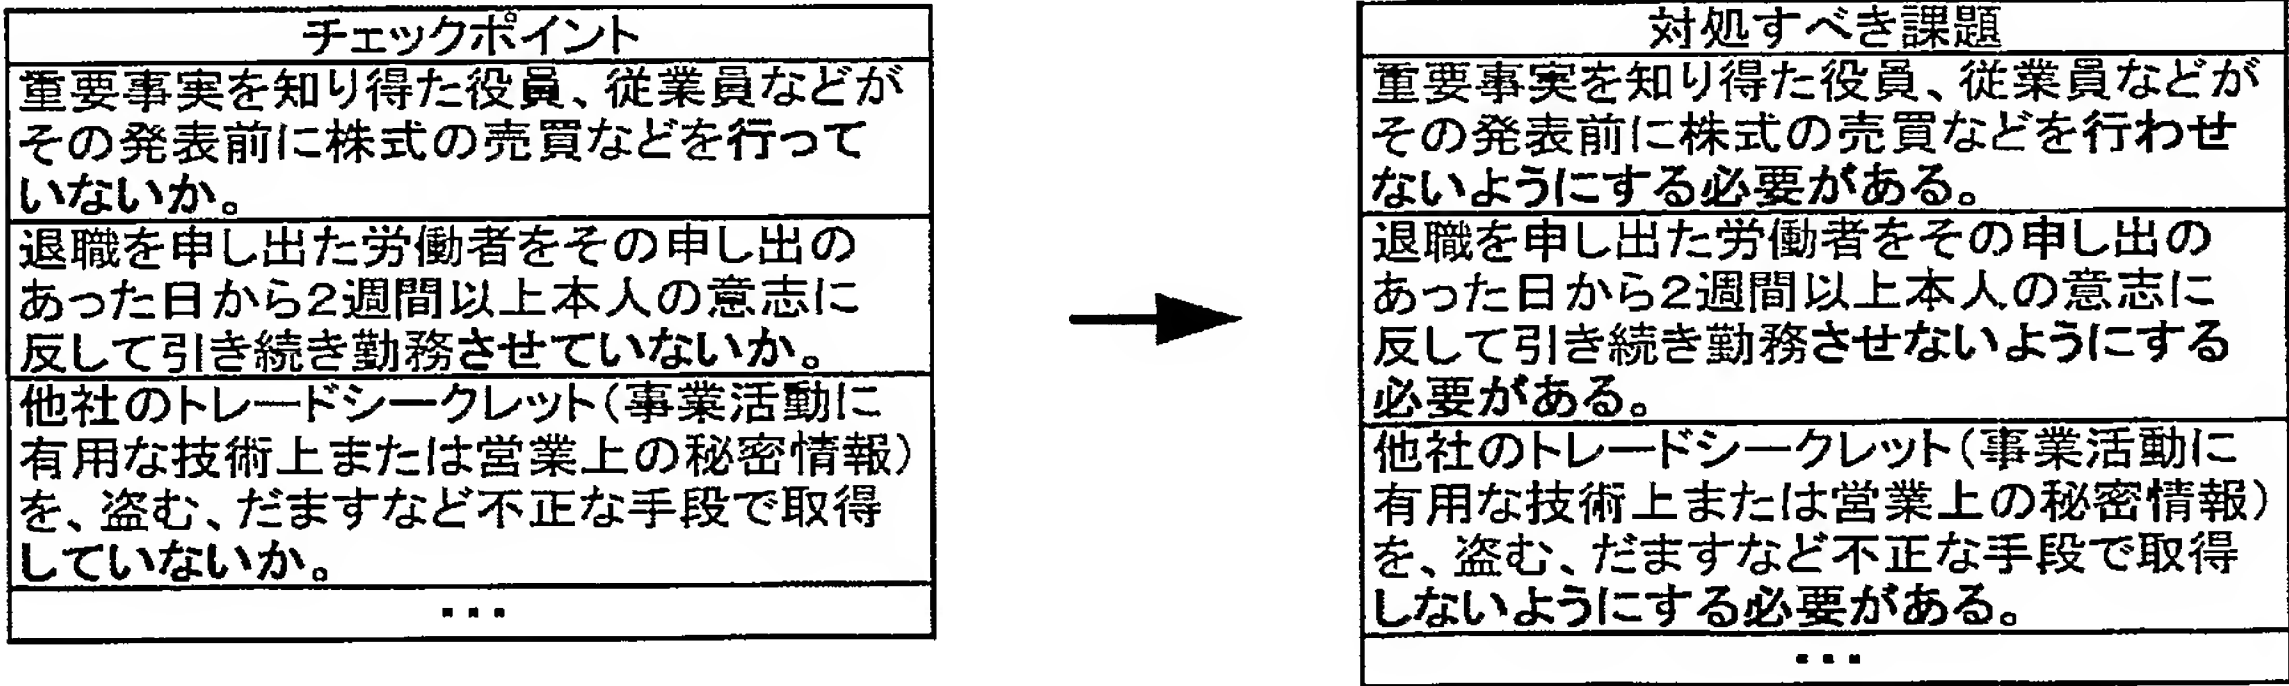 チェックポイント
重要事実を知り得た役員、従業員などが
その発表前に株式の売買などを行って
いないか。
退職を申し出た労働者をその申し出の
あった日から2週間以上本人の意志に
反して引き続き勤務させていないか。
他社のトレードシークレット(事業活動に
有用な技術上または営業上の秘密情報)
を、盗む、だますなど不正な手段で取得
していないか。
･･･
対処すべき課題
重要事実を知り得た役員、従業員などが
その発表前に株式の売買などを行わせ
ないようにする必要がある。
退職を申し出た労働者をその申し出の
あった日から2週間以上本人の意志に
反して引き続き勤務させないようにする
必要がある。
他社のトレードシークレット(事業活動に
有用な技術上または営業上の秘密情報)
を、盗む、だますなど不正な手段で取得
しないようにする必要がある。
･･･